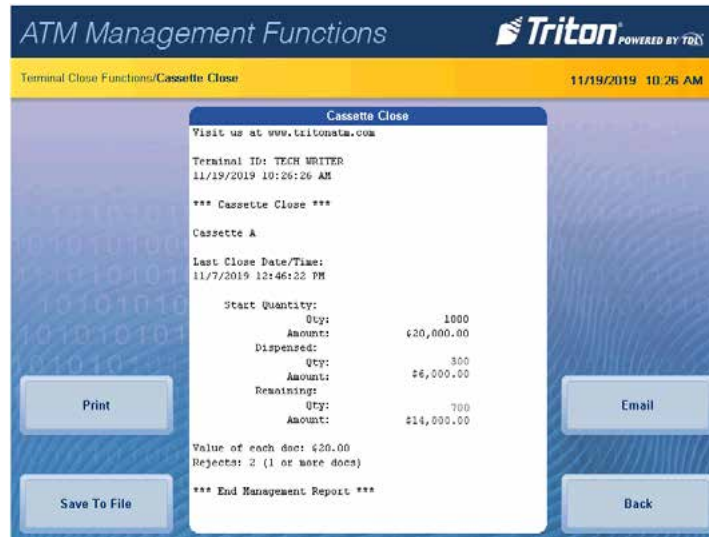 ATM Management Functions
Triton POWERED BY TDL
Terminal Close Functions/Cassette Close
11/19/2019 10:26 AM
Cassette Close
Visit us at www.tritonatm.com
Terminal ID: TECH WRITER
11/19/2019 10:26:26 AM
*** Cassette Close ***
Cassette A
Last Close Date/Time:
11/7/2019 12:46:22 PM
Start Quantity:
Qty: 1000
Amount: $20,000.00
Dispensed:
Qty: 300
Amount: $6,000.00
Remaining:
Qty: 700
Amount: $14,000.00
Value of each doc: $20.00
Rejects: 2 (1 or more docs)
*** End Management Report ***
Print
Email
Save To File
Back